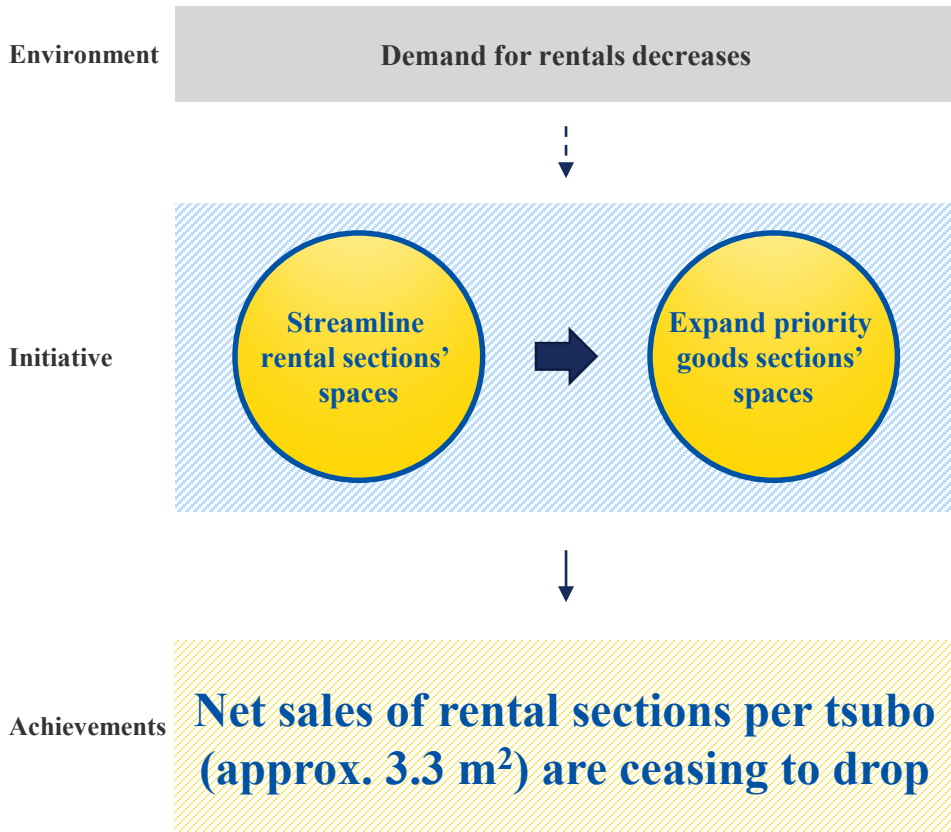 Environment
Demand for rentals decreases
Initiative
Streamline
rental sections’
spaces
Expand priority
goods sections’
spaces
Achievements
Net sales of rental sections per tsubo
(approx. 3.3 m²) are ceasing to drop